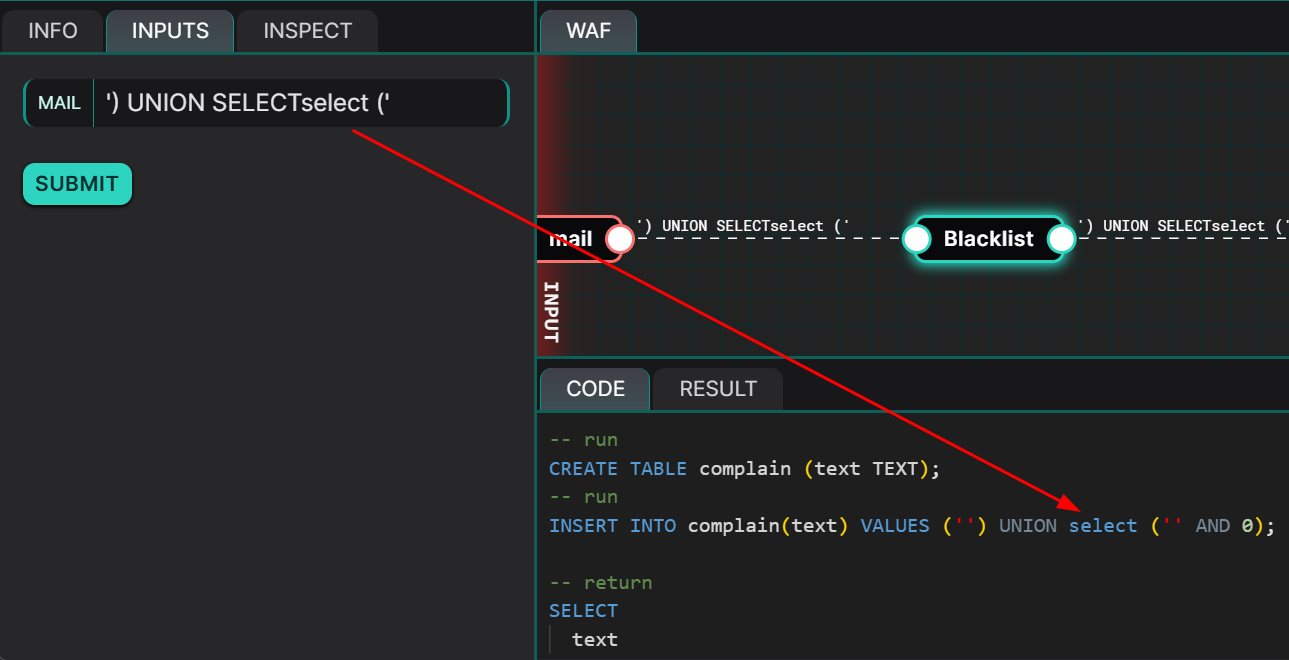 INFO
INPUTS
INSPECT
MAIL
') UNION SELECTselect ('
SUBMIT
WAF
mail
') UNION SELECTselect ('
Blacklist
') UNION SELECTselect ('
INPUT
CODE
RESULT
-- run
CREATE TABLE complain (text TEXT);
-- run
INSERT INTO complain(text) VALUES ('') UNION select ('' AND 0);
-- return
SELECT
text